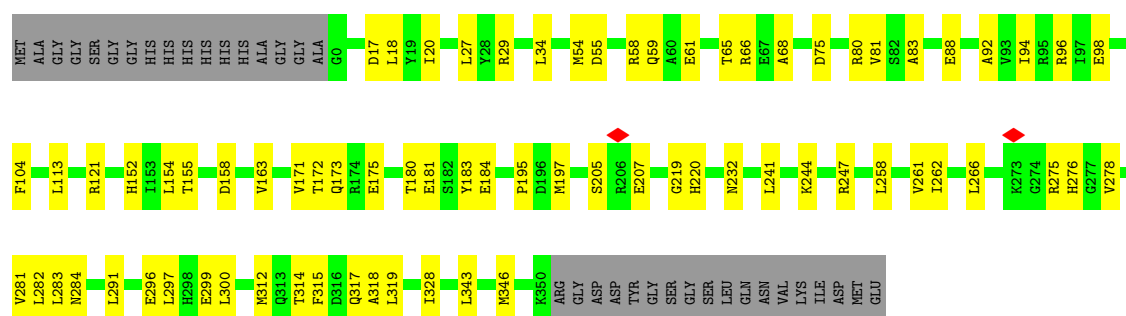 MET ALA GLY GLY SER GLY GLY HIS HIS HIS HIS HIS HIS ALA GLY GLY ALA G0 D17 L18 Y19 I20 L27 Y28 R29 L34 M54 D55 R58 Q59 A60 E61 T65 R66 E67 A68 D75 R80 V81 S82 A83 E88 A92 V93 I94 R95 R96 I97 E98
F104 L113 R121 H152 I153 L154 T155 D158 V163 V171 T172 Q173 R174 E175 T180 E181 S182 Y183 E184 P195 D196 M197 S205 R206 E207 G219 H220 N232 L241 K244 R247 L258 V261 I262 L266 K273 G274 R275 H276 G277 V278
V281 L282 L283 N284 L291 E296 L297 H298 E299 L300 M312 Q313 T314 F315 D316 Q317 A318 L319 I328 L343 M346 K350 ARG GLY ASP ASP TYR GLY SER GLY SER LEU GLN ASN VAL LYS ILE ASP MET GLU